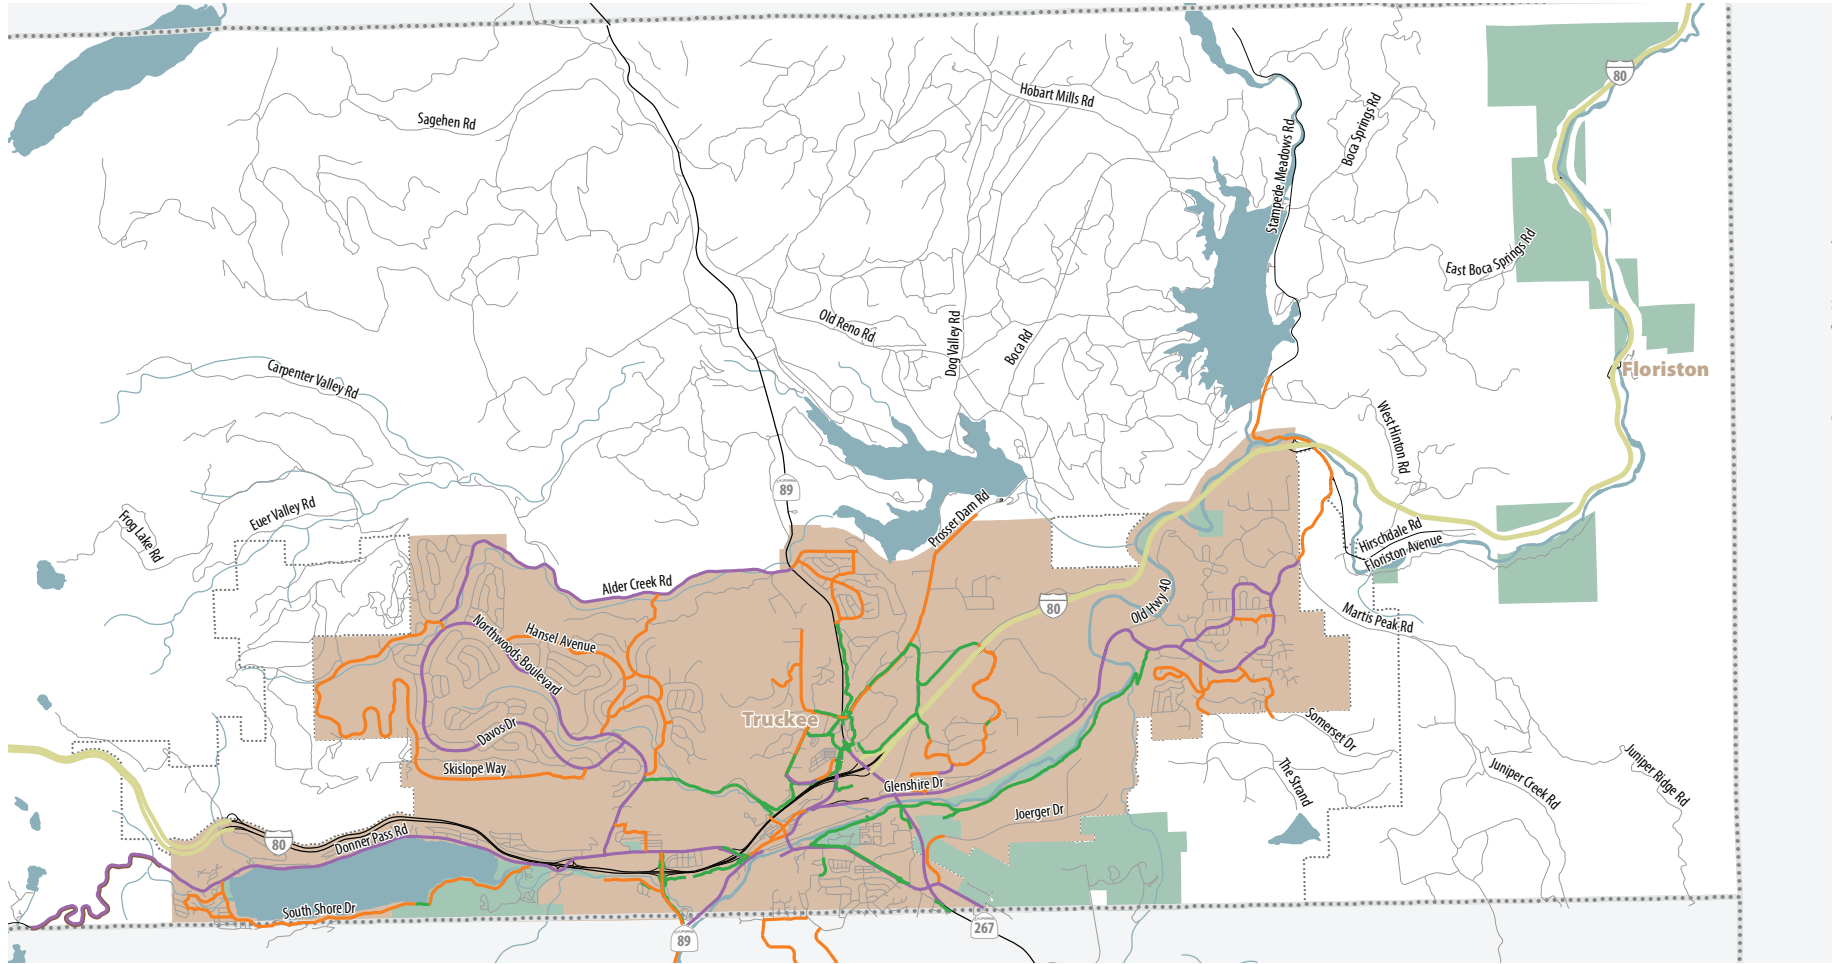 80
Hobart Mills Rd
Sagehen Rd
Boca Springs Rd
Stampede Meadows Rd
East Boca Springs Rd
Old Reno Rd
Dog Valley Rd
Boca Rd
Floriston
Carpenter Valley Rd
West Hinton Rd
89
Prosser Dam Rd
Euer Valley Rd
Frog Lake Rd
Hirschdale Rd
Floriston Avenue
Alder Creek Rd
80
Old Hwy 40
Martis Peak Rd
Northwoods Boulevard
Hansel Avenue
Truckee
Davos Dr
Somerset Dr
Skislope Way
Glenshire Dr
The Strand
Juniper Creek Rd
Juniper Ridge Rd
Joerger Dr
80
Donner Pass Rd
South Shore Dr
89
267